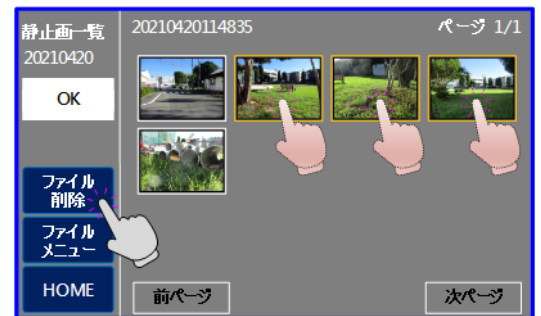 静止画一覧
20210420
OK
ファイル
削除
ファイル
メニュー
HOME
20210420114835
ページ 1/1
前ページ
次ページ